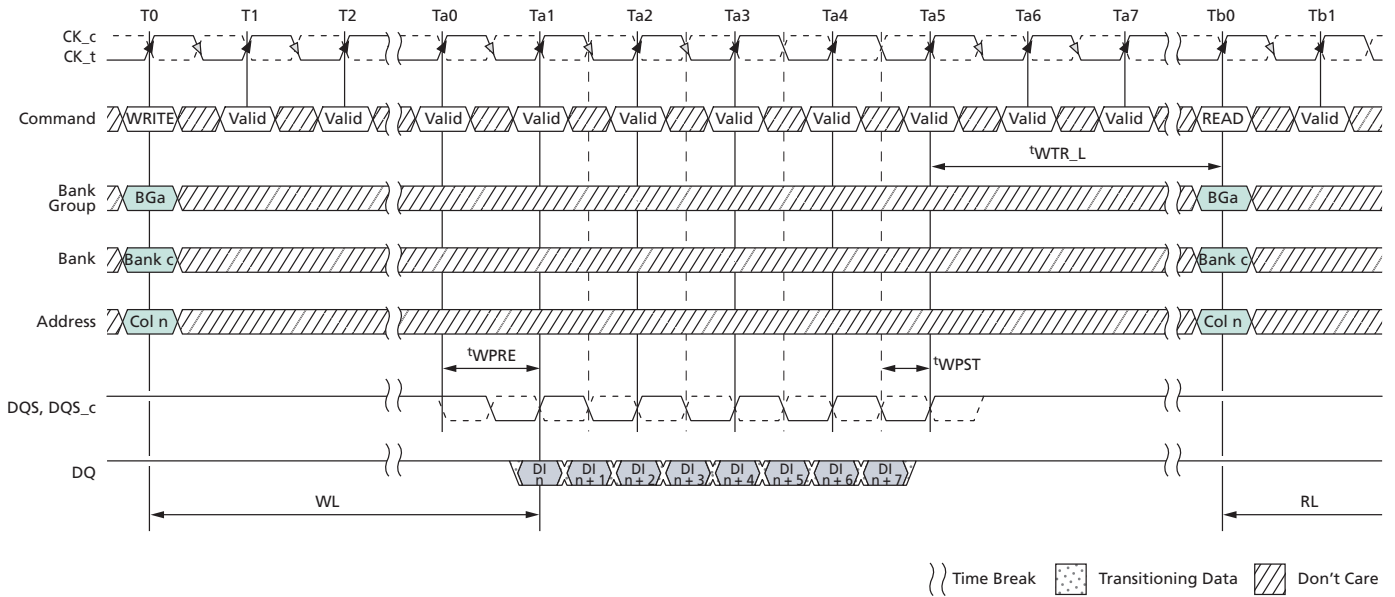 T0 T1 T2 Ta0 Ta1 Ta2 Ta3 Ta4 Ta5 Ta6 Ta7 Tb0 Tb1
CK_c
CK_t
Command WRITE Valid Valid Valid Valid Valid Valid Valid Valid Valid Valid READ Valid
tWTR_L
Bank
Group BGa BGa
Bank Bank c Bank c
Address Col n Col n
tWPRE tWPST
DQS, DQS_c
DQ DI DI DI DI DI DI DI DI
n n + 1 n + 2 n + 3 n + 4 n + 5 n + 6 n + 7
WL RL
Time Break Transitioning Data Don't Care